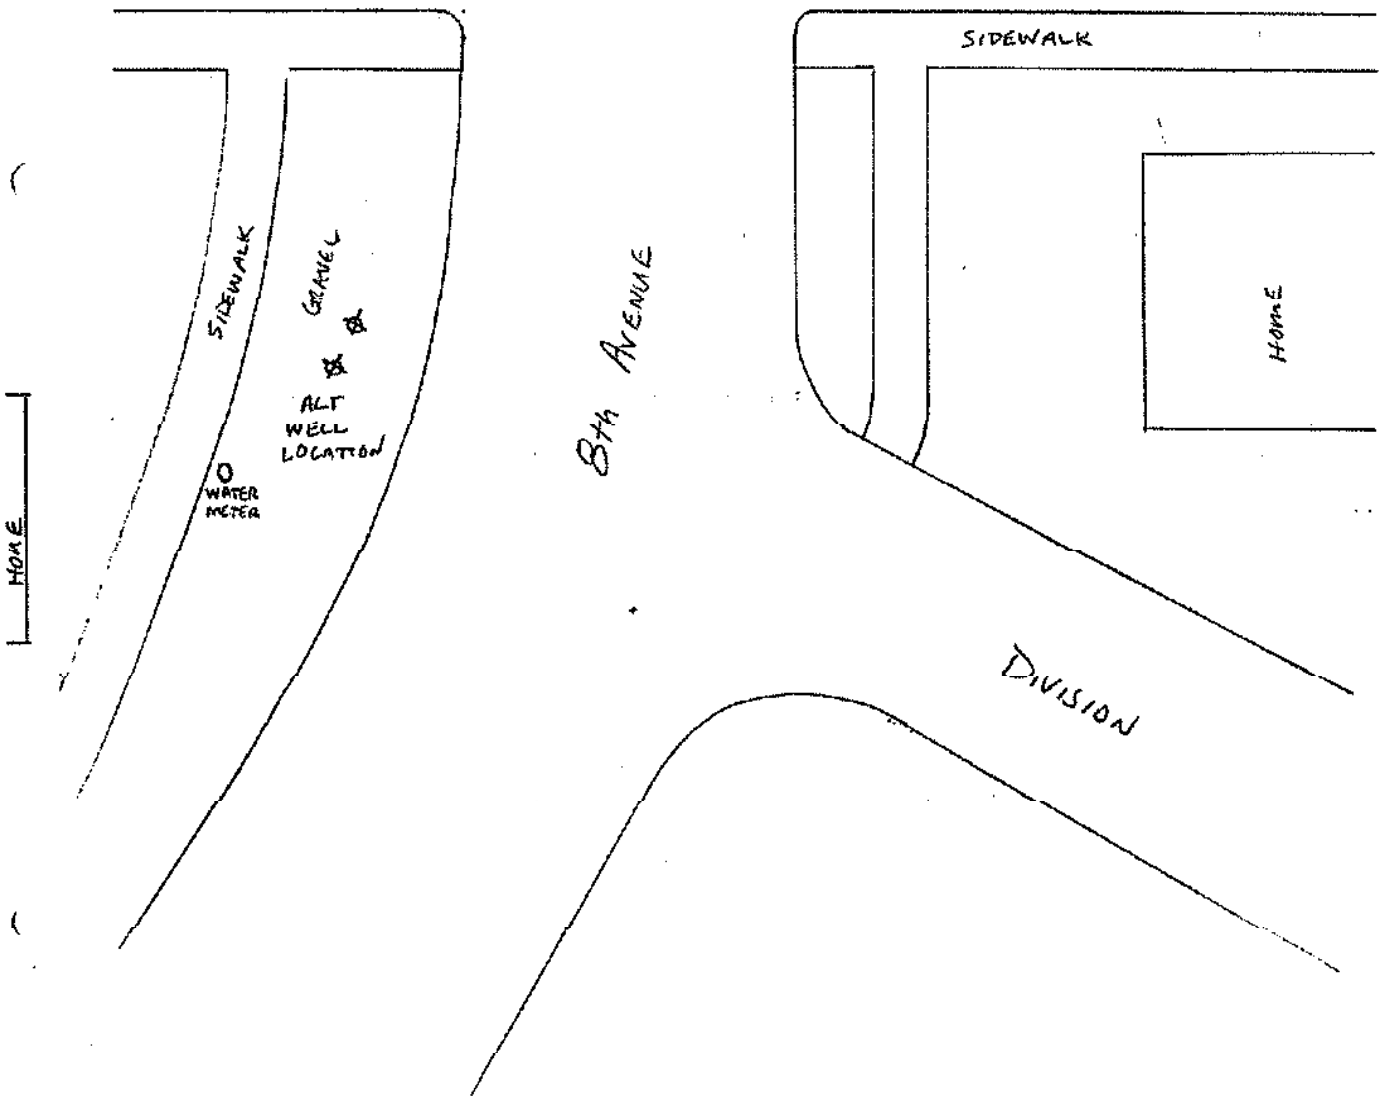 SIDEWALK
SIDEWALK
GRAVEL
ALT
WELL
LOCATION
WATER
METER
HOME
8th AVENUE
HOME
DIVISION